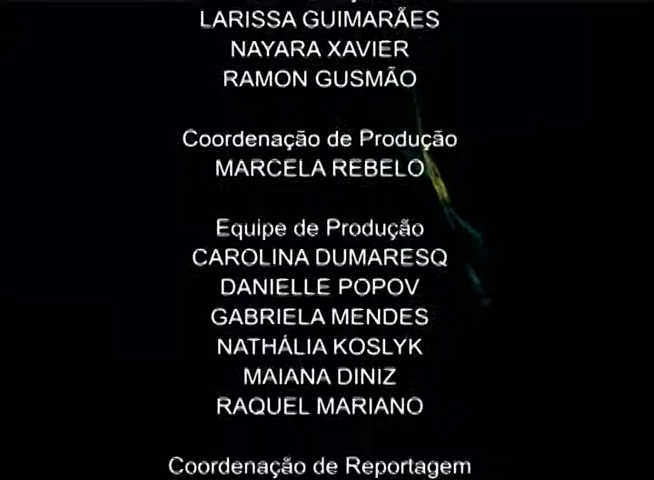 LARISSA GUIMARÃES
NAYARA XAVIER
RAMON GUSMÃO
Coordenação de Produção
MARCELA REBELO
Equipe de Produção
CAROLINA DUMARESQ
DANIELLE POPOV
GABRIELA MENDES
NATHÁLIA KOSLYK
MAIANA DINIZ
RAQUEL MARIANO
Coordenação de Reportagem